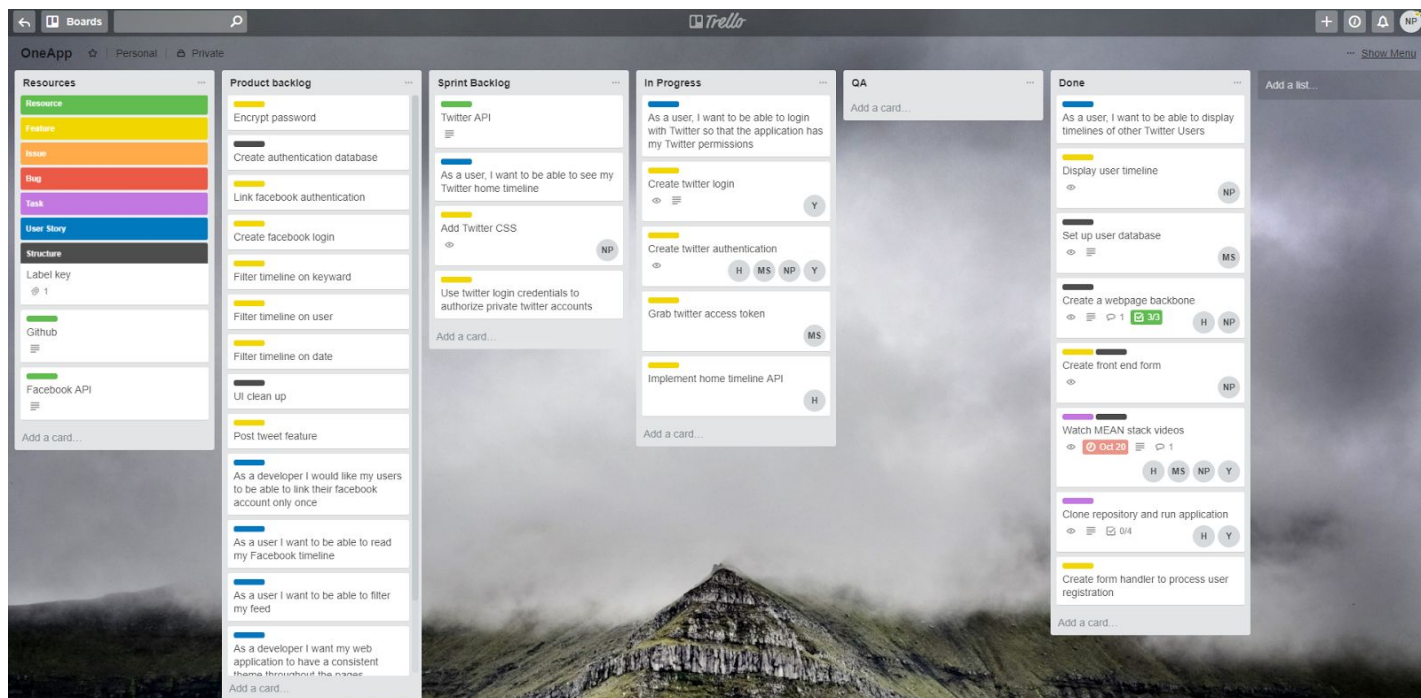 Boards
Trello
NP
OneApp
Personal
Private
Show Menu
Resources
Resource
Feature
Issue
Bug
Task
User Story
Structure
Label key
1
Github
Facebook API
Add a card...
Product backlog
Encrypt password
Create authentication database
Link facebook authentication
Create facebook login
Filter timeline on keyward
Filter timeline on user
Filter timeline on date
UI clean up
Post tweet feature
As a developer I would like my users
to be able to link their facebook
account only once
As a user I want to be able to read
my Facebook timeline
As a user I want to be able to filter
my feed
As a developer I want my web
application to have a consistent
theme throughout the pages
Add a card...
Sprint Backlog
Twitter API
As a user, I want to be able to see my
Twitter home timeline
Add Twitter CSS
NP
Use twitter login credentials to
authorize private twitter accounts
Add a card...
In Progress
As a user, I want to be able to login
with Twitter so that the application has
my Twitter permissions
Create twitter login
Y
Create twitter authentication
H MS NP Y
Grab twitter access token
MS
Implement home timeline API
H
Add a card...
QA
Add a card...
Done
As a user, I want to be able to display
timelines of other Twitter Users
Display user timeline
NP
Set up user database
MS
Create a webpage backbone
1 3/3 H NP
Create front end form
NP
Watch MEAN stack videos
Oct 20 1
H MS NP Y
Clone repository and run application
0/4 H Y
Create form handler to process user
registration
Add a card...
Add a list...